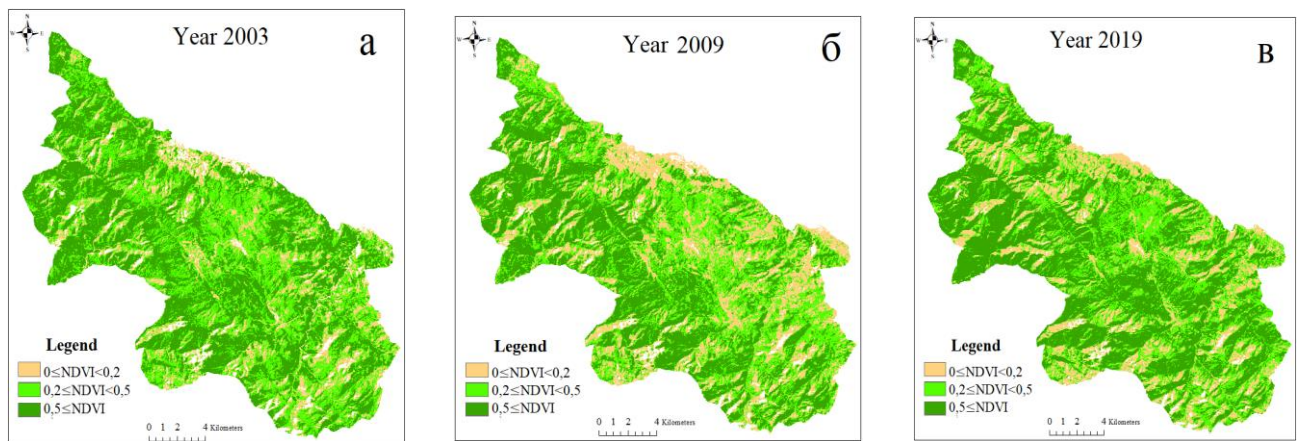 N
W
E
S
Year 2003
а
Legend
0≤NDVI<0,2
0,2≤NDVI<0,5
0,5≤NDVI
0 1 2 4 Kilometers
N
W
E
S
Year 2009
б
Legend
0≤NDVI<0,2
0,2≤NDVI<0,5
0,5≤NDVI
0 1 2 4 Kilometers
N
W
E
S
Year 2019
в
Legend
0≤NDVI<0,2
0,2≤NDVI<0,5
0,5≤NDVI
0 1 2 4 Kilometers